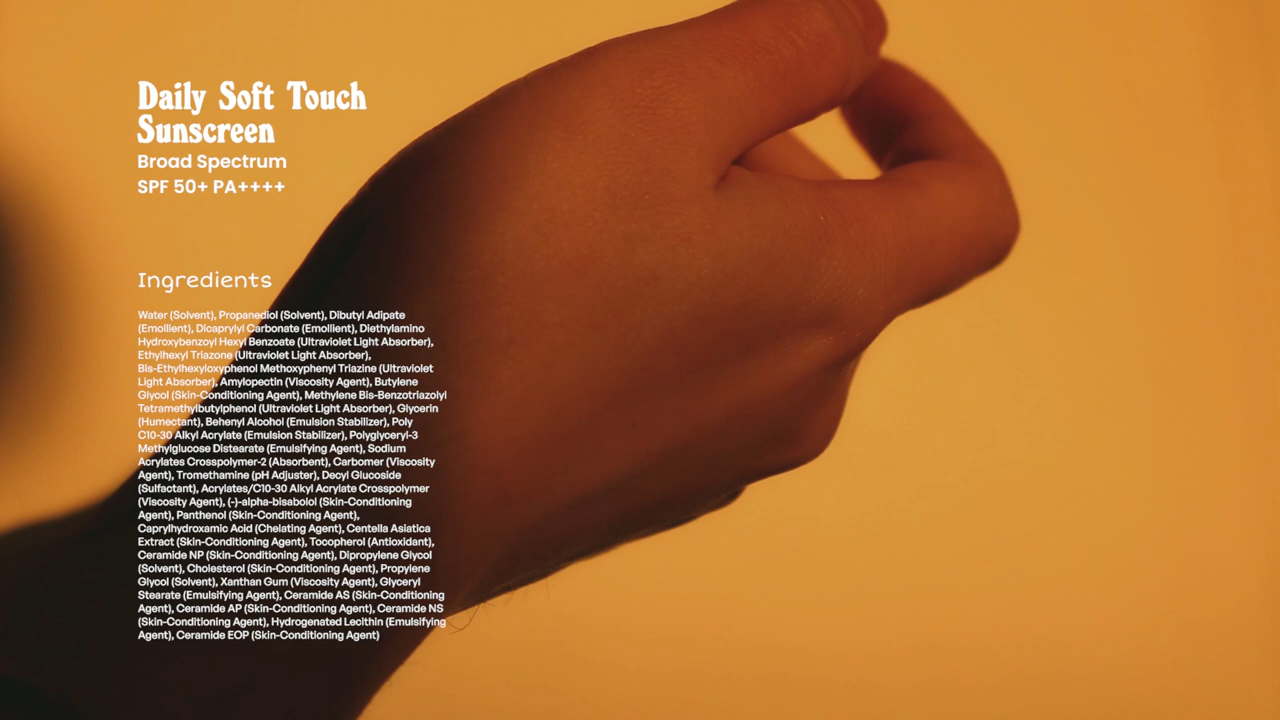 Daily Soft Touch
Sunscreen
Broad Spectrum
SPF 50+ PA++++
Ingredients
Water (Solvent), Propanediol (Solvent), Dibutyl Adipate
(Emollient), Dicaprylyl Carbonate (Emollient), Diethylamino
Hydroxybenzoyl Hexyl Benzoate (Ultraviolet Light Absorber),
Ethylhexyl Triazone (Ultraviolet Light Absorber),
Bis-Ethylhexyloxyphenol Methoxyphenyl Triazine (Ultraviolet
Light Absorber), Amylopectin (Viscosity Agent), Butylene
Glycol (Skin-Conditioning Agent), Methylene Bis-Benzotriazolyl
Tetramethylbutylphenol (Ultraviolet Light Absorber), Glycerin
(Humectant), Behenyl Alcohol (Emulsion Stabilizer), Poly
C10-30 Alkyl Acrylate (Emulsion Stabilizer), Polyglyceryl-3
Methylglucose Distearate (Emulsifying Agent), Sodium
Acrylates Crosspolymer-2 (Absorbent), Carbomer (Viscosity
Agent), Tromethamine (pH Adjuster), Decyl Glucoside
(Sulfactant), Acrylates/C10-30 Alkyl Acrylate Crosspolymer
(Viscosity Agent), (-)-alpha-bisabolol (Skin-Conditioning
Agent), Panthenol (Skin-Conditioning Agent),
Caprylhydroxamic Acid (Chelating Agent), Centella Asiatica
Extract (Skin-Conditioning Agent), Tocopherol (Antioxidant),
Ceramide NP (Skin-Conditioning Agent), Dipropylene Glycol
(Solvent), Cholesterol (Skin-Conditioning Agent), Propylene
Glycol (Solvent), Xanthan Gum (Viscosity Agent), Glyceryl
Stearate (Emulsifying Agent), Ceramide AS (Skin-Conditioning
Agent), Ceramide AP (Skin-Conditioning Agent), Ceramide NS
(Skin-Conditioning Agent), Hydrogenated Lecithin (Emulsifying
Agent), Ceramide EOP (Skin-Conditioning Agent)